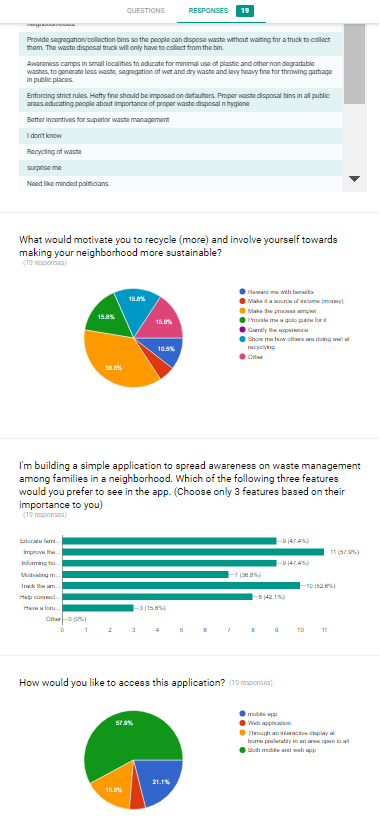 QUESTIONS
RESPONSES 19
neighbourhoods.
Provide segregation/collection bins so the people can dispose waste without waiting for a truck to collect
them. The waste disposal truck will only have to collect from the bin.
Awareness camps in small localities to educate for minimal use of plastic and other non degradable
wastes, to generate less waste, segregation of wet and dry waste and levy heavy fine for throwing garbage
in public places.
Enforcing strict rules. Hefty fine should be imposed on defaulters. Proper waste disposal bins in all public
areas.educating people about importance of proper waste disposal n hygiene
Better incentives for superior waste management
I don't know
Recycling of waste
surprise me
Need like minded politicians.
What would motivate you to recycle (more) and involve yourself towards
making your neighborhood more sustainable?
(19 responses)
15.8%
15.8%
15.8%
10.5%
36.8%
Reward me with benefits
Make it a source of income (money)
Make the process simpler
Provide me a goto guide for it
Gamify the experience
Show me how others are doing well at
recycling
Other
I'm building a simple application to spread awareness on waste management
among families in a neighborhood. Which of the following three features
would you prefer to see in the app. (Choose only 3 features based on their
importance to you)
(19 responses)
Educate fami... 9 (47.4%)
Improve the... 11 (57.9%)
Informing ho... 9 (47.4%)
Motivating m... 7 (36.8%)
Track the am... 10 (52.6%)
Help connect... 8 (42.1%)
Have a foru... 3 (15.8%)
Other 0 (0%)
0 1 2 3 4 5 6 7 8 9 10 11
How would you like to access this application? (19 responses)
57.9%
21.1%
15.8%
mobile app
Web application
Through an interactive display at
home preferably in an area open to all
Both mobile and web app